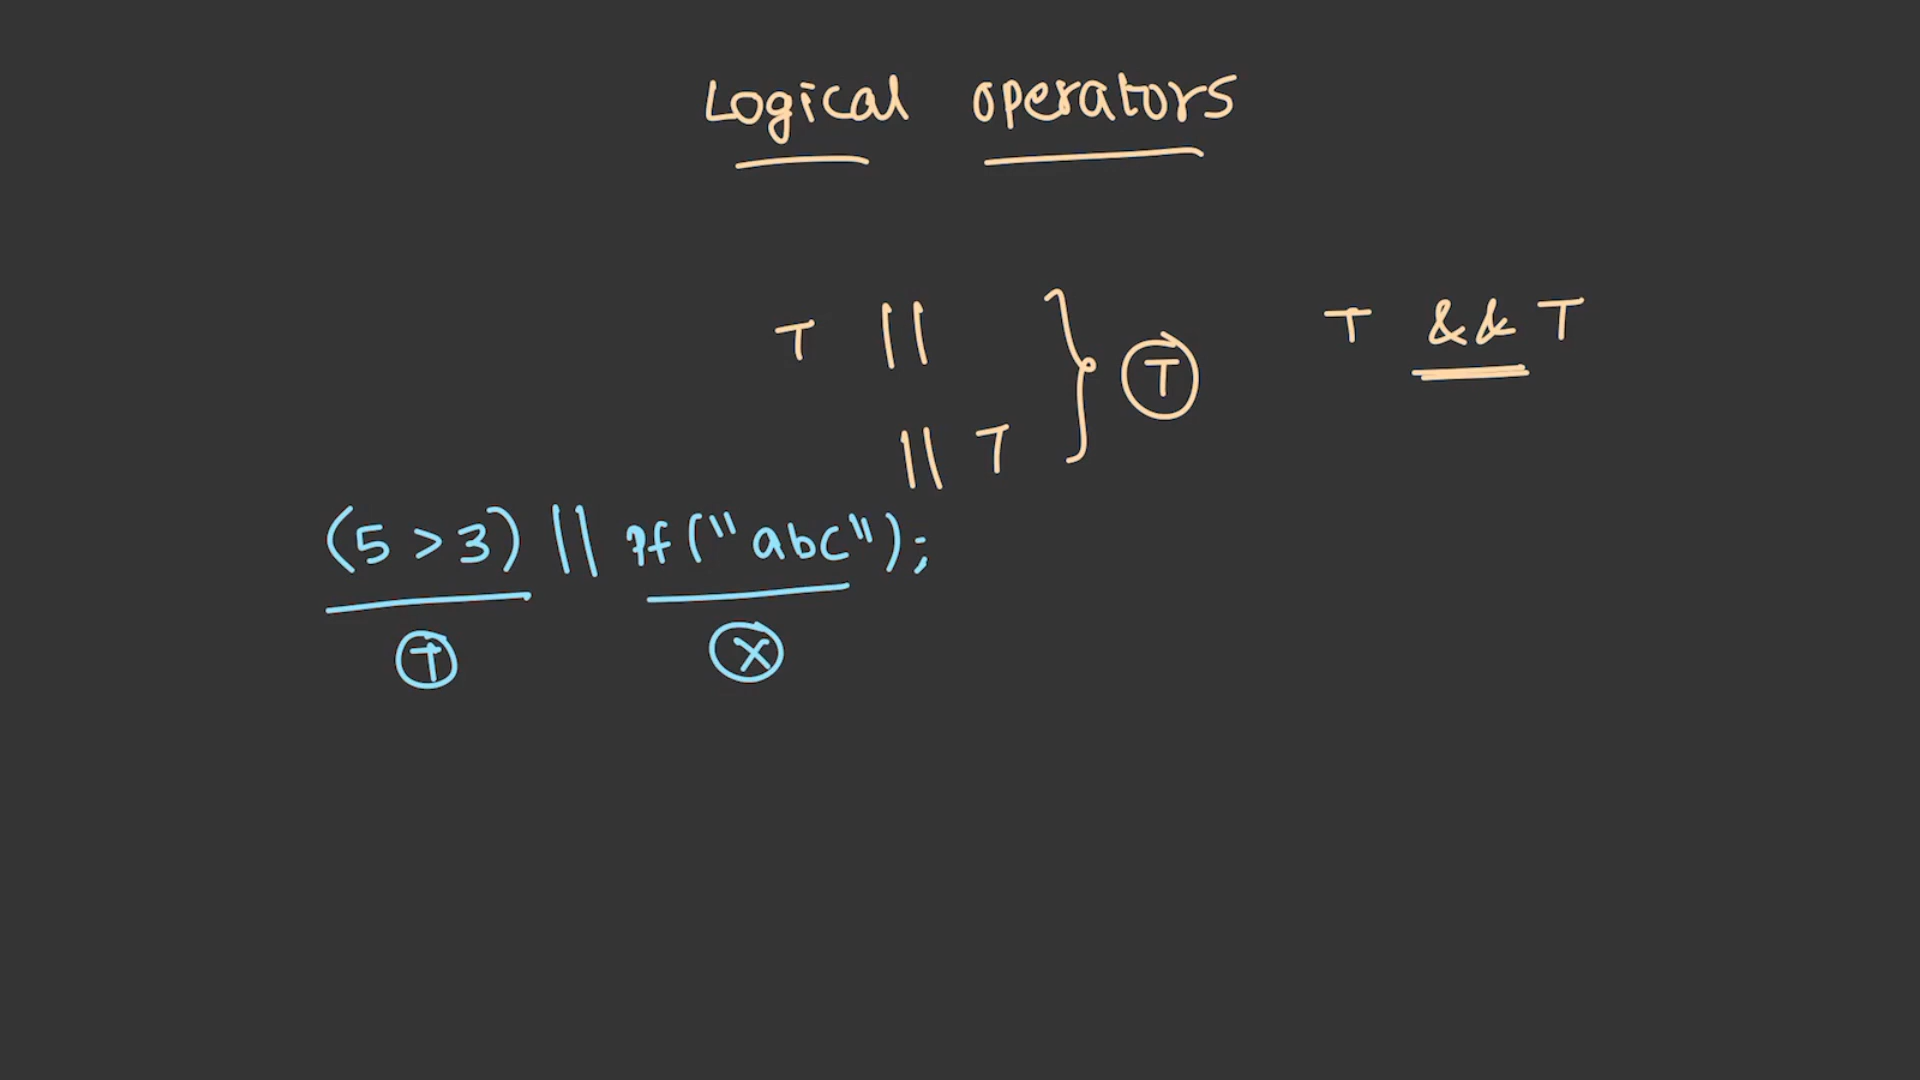 Logical operators
T ||
T && T
T
|| T
(5 > 3) || pf("abc");
T X